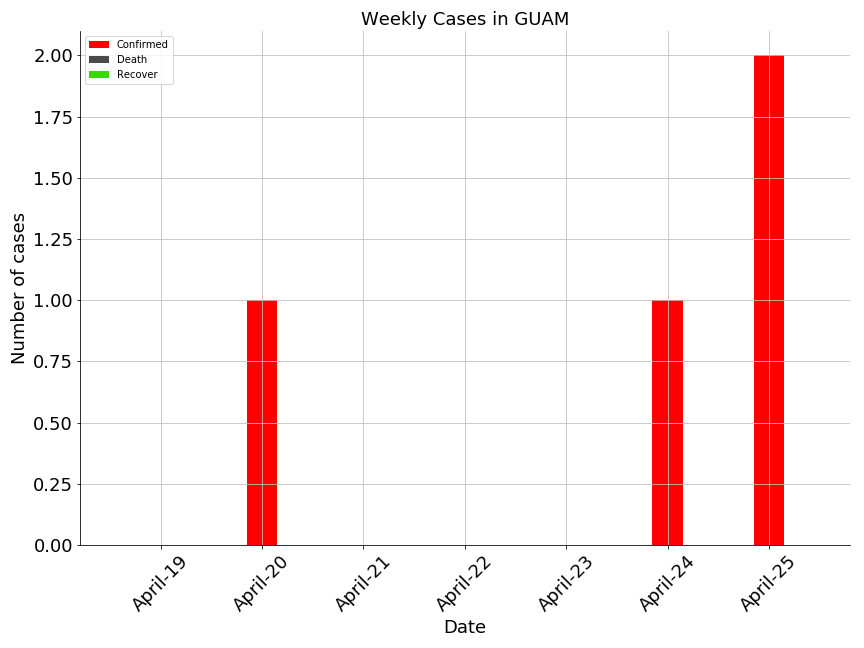 Weekly Cases in GUAM
Confirmed
Death
Recover
Number of cases
2.00
1.75
1.50
1.25
1.00
0.75
0.50
0.25
0.00
April-19
April-20
April-21
April-22
April-23
April-24
April-25
Date